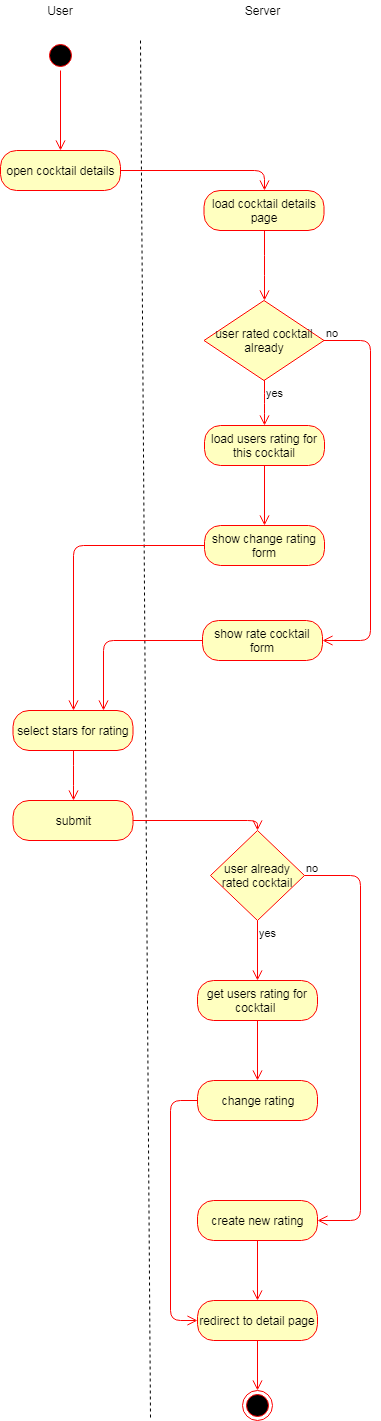 User
Server
open cocktail details
load cocktail details
page
user rated cocktail
already
no
yes
load users rating for
this cocktail
show change rating
form
show rate cocktail
form
select stars for rating
submit
user already
rated cocktail
no
yes
get users rating for
cocktail
change rating
create new rating
redirect to detail page